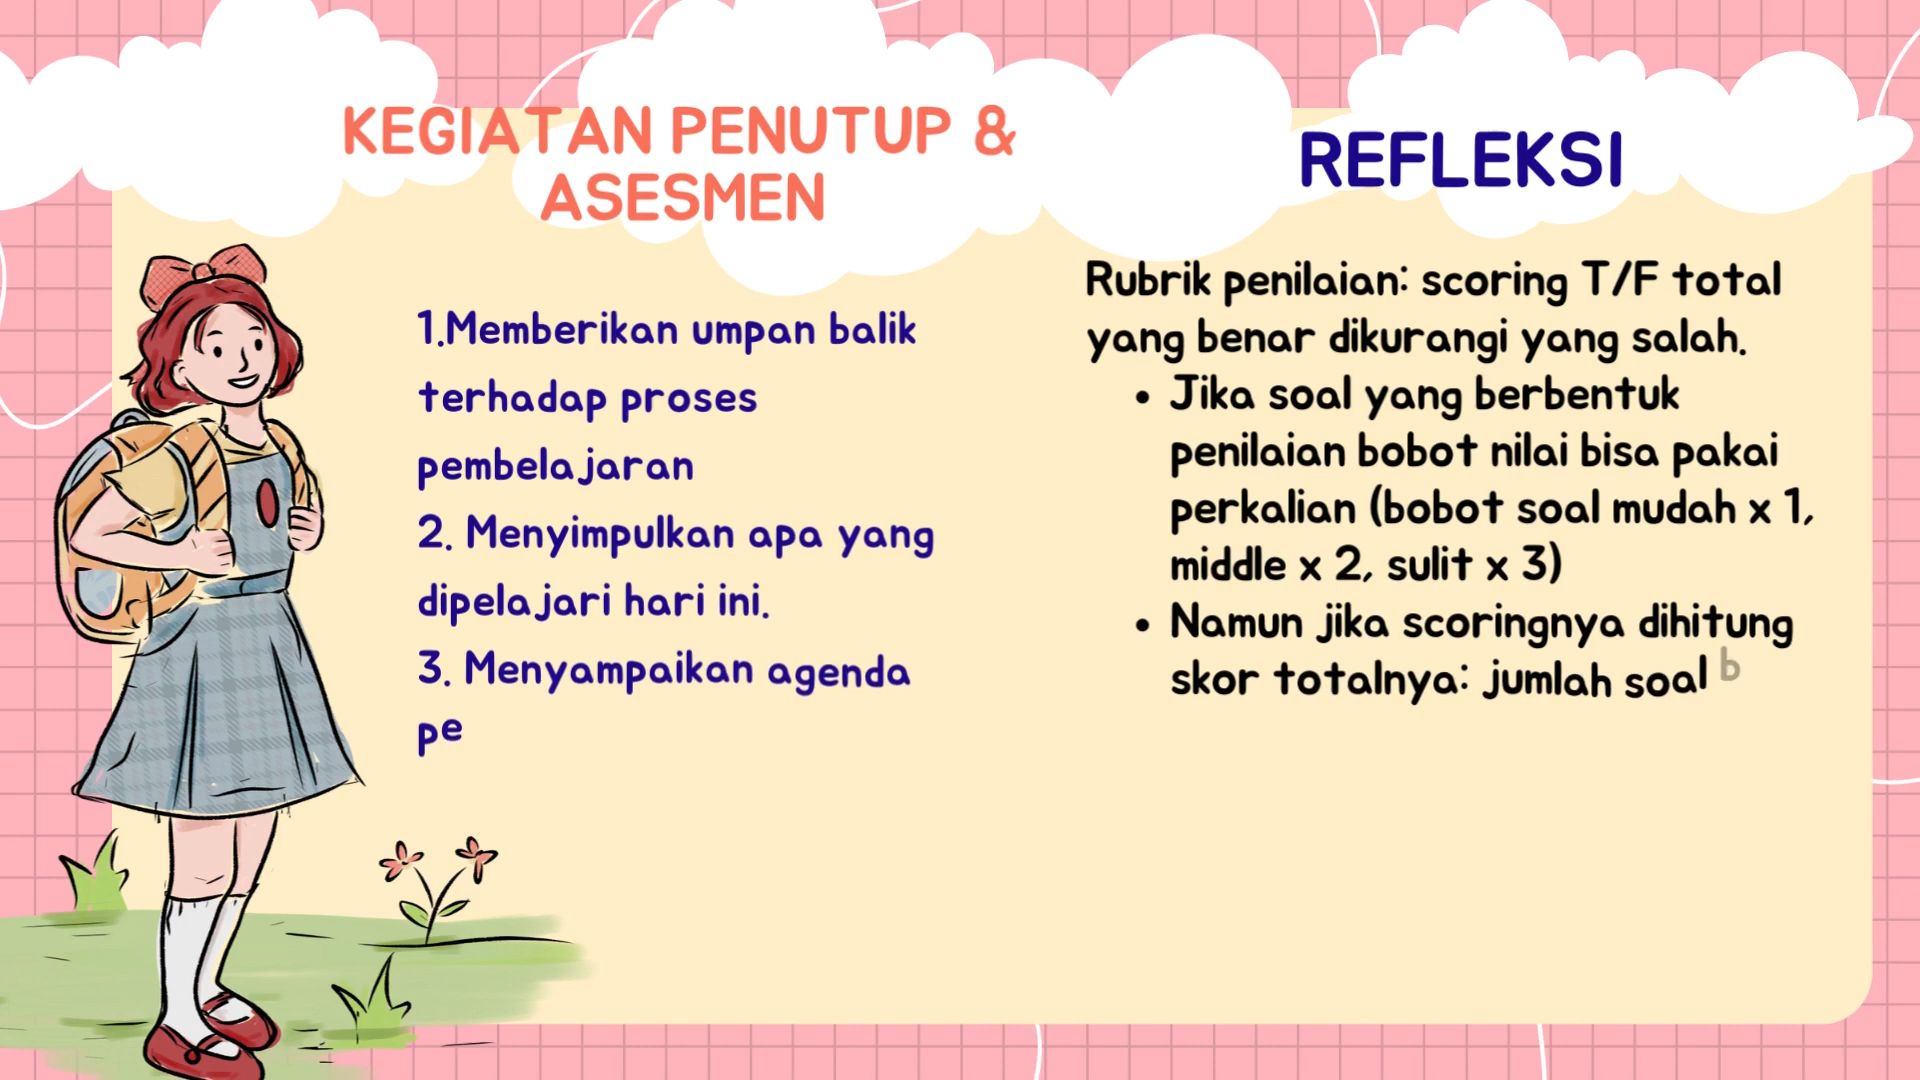 KEGIATAN PENUTUP &
ASESMEN
1.Memberikan umpan balik
terhadap proses
pembelajaran
2. Menyimpulkan apa yang
dipelajari hari ini.
3. Menyampaikan agenda
pe
REFLEKSI
Rubrik penilaian: scoring T/F total
yang benar dikurangi yang salah.
• Jika soal yang berbentuk
penilaian bobot nilai bisa pakai
perkalian (bobot soal mudah x 1,
middle x 2, sulit x 3)
• Namun jika scoringnya dihitung
skor totalnya: jumlah soal b